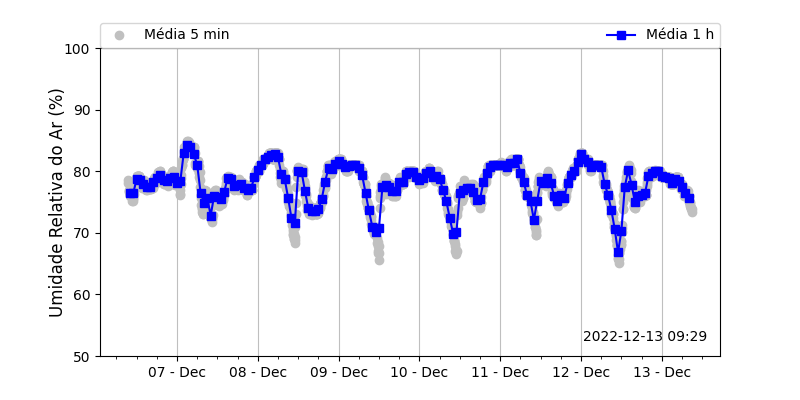 Média 5 min
Média 1 h
Umidade Relativa do Ar (%)
100
90
80
70
60
50
2022-12-13 09:29
07 - Dec
08 - Dec
09 - Dec
10 - Dec
11 - Dec
12 - Dec
13 - Dec